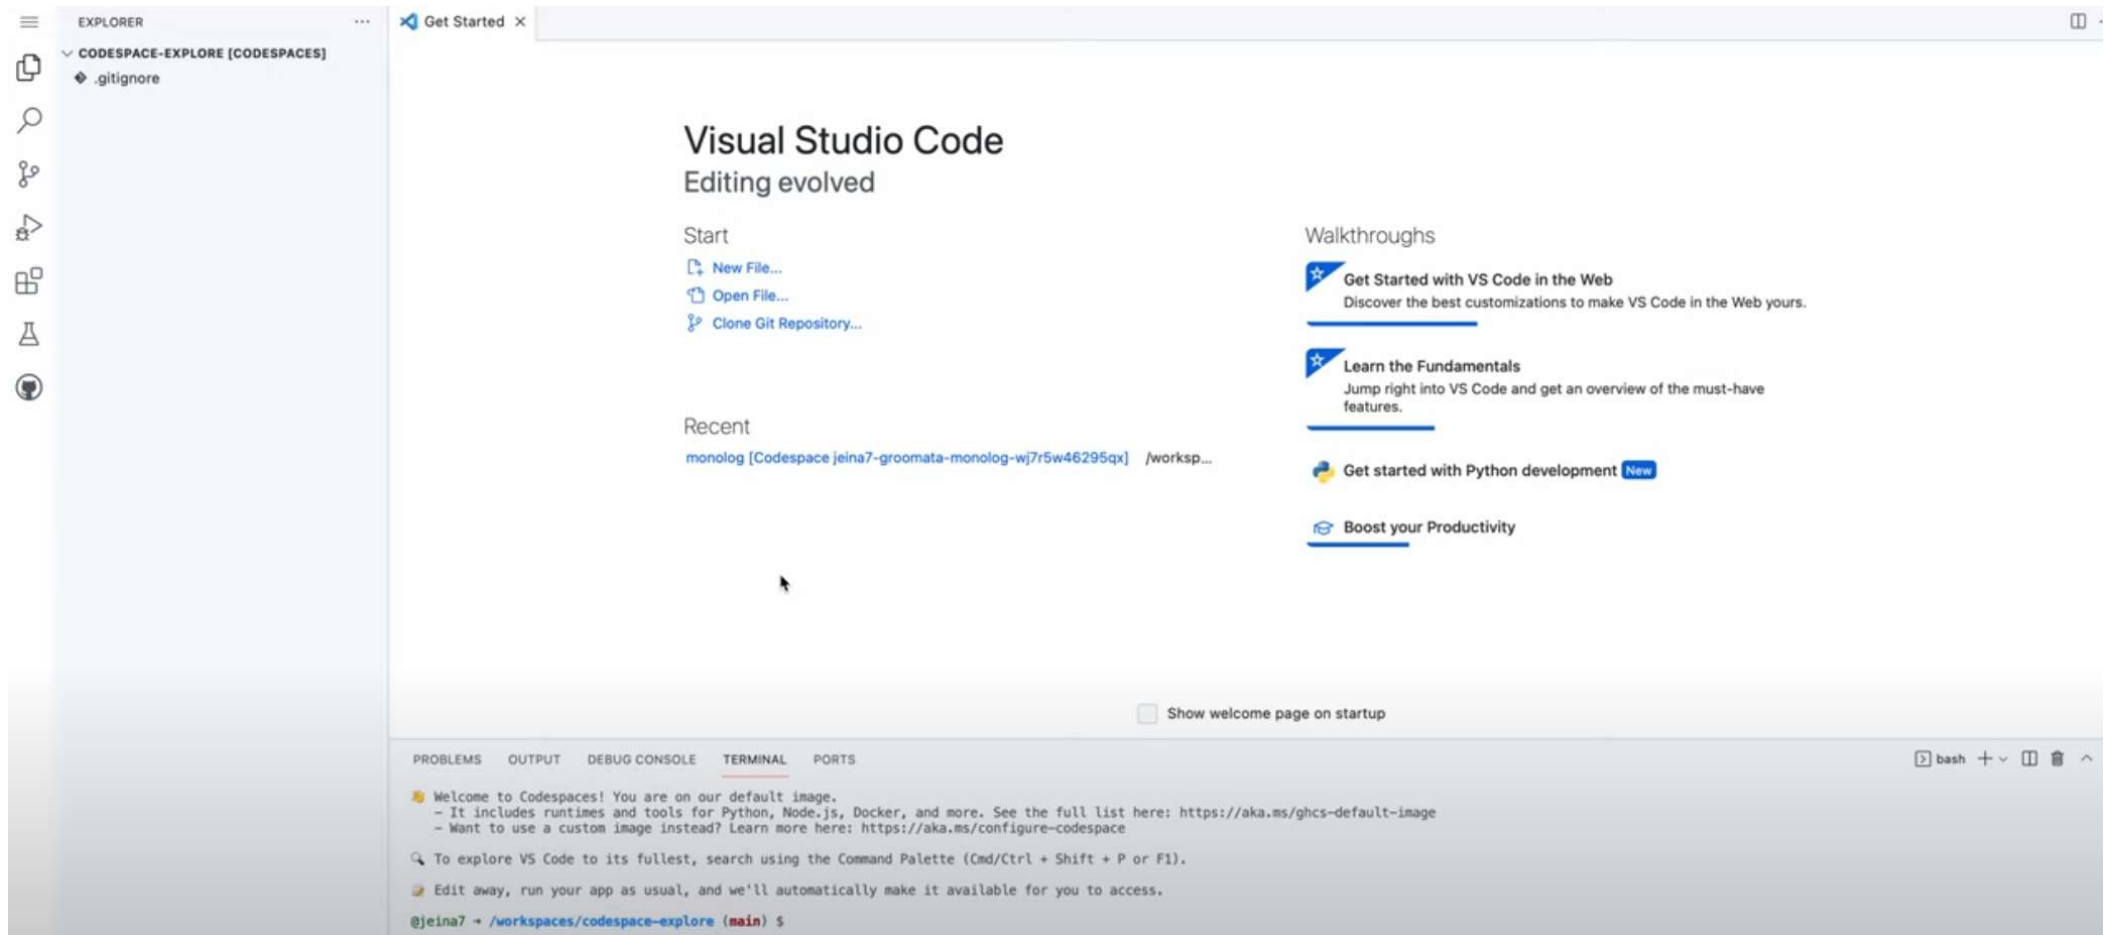 EXPLORER
CODESPACE-EXPLORE [CODESPACES]
.gitignore
Get Started
Visual Studio Code
Editing evolved
Start
New File...
Open File...
Clone Git Repository...
Recent
monolog [Codespace jeina7-groomata-monolog-wj7r5w46295qx] /worksp...
Walkthroughs
Get Started with VS Code in the Web
Discover the best customizations to make VS Code in the Web yours.
Learn the Fundamentals
Jump right into VS Code and get an overview of the must-have
features.
Get started with Python development New
Boost your Productivity
Show welcome page on startup
PROBLEMS OUTPUT DEBUG CONSOLE TERMINAL PORTS
bash
👋 Welcome to Codespaces! You are on our default image.
- It includes runtimes and tools for Python, Node.js, Docker, and more. See the full list here: https://aka.ms/ghcs-default-image
- Want to use a custom image instead? Learn more here: https://aka.ms/configure-codespace
🔍 To explore VS Code to its fullest, search using the Command Palette (Cmd/Ctrl + Shift + P or F1).
📝 Edit away, run your app as usual, and we'll automatically make it available for you to access.
@jeina7 → /workspaces/codespace-explore (main) $